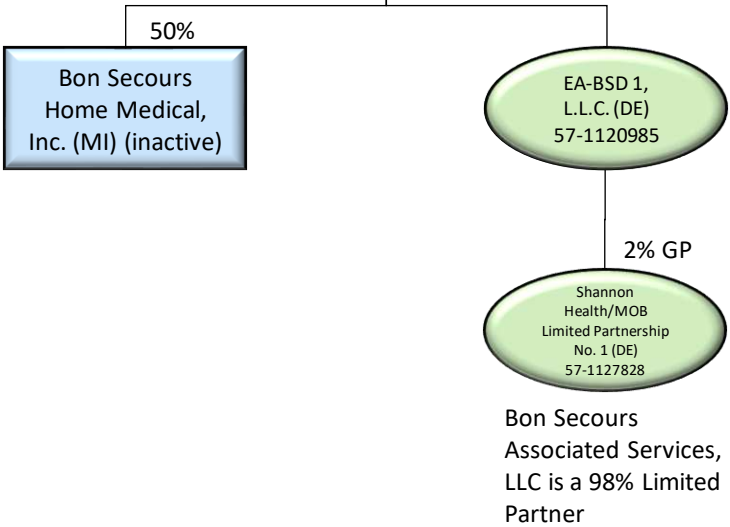 50%
Bon Secours
Home Medical,
Inc. (MI) (inactive)
EA-BSD 1,
L.L.C. (DE)
57-1120985
2% GP
Shannon
Health/MOB
Limited Partnership
No. 1 (DE)
57-1127828
Bon Secours
Associated Services,
LLC is a 98% Limited
Partner